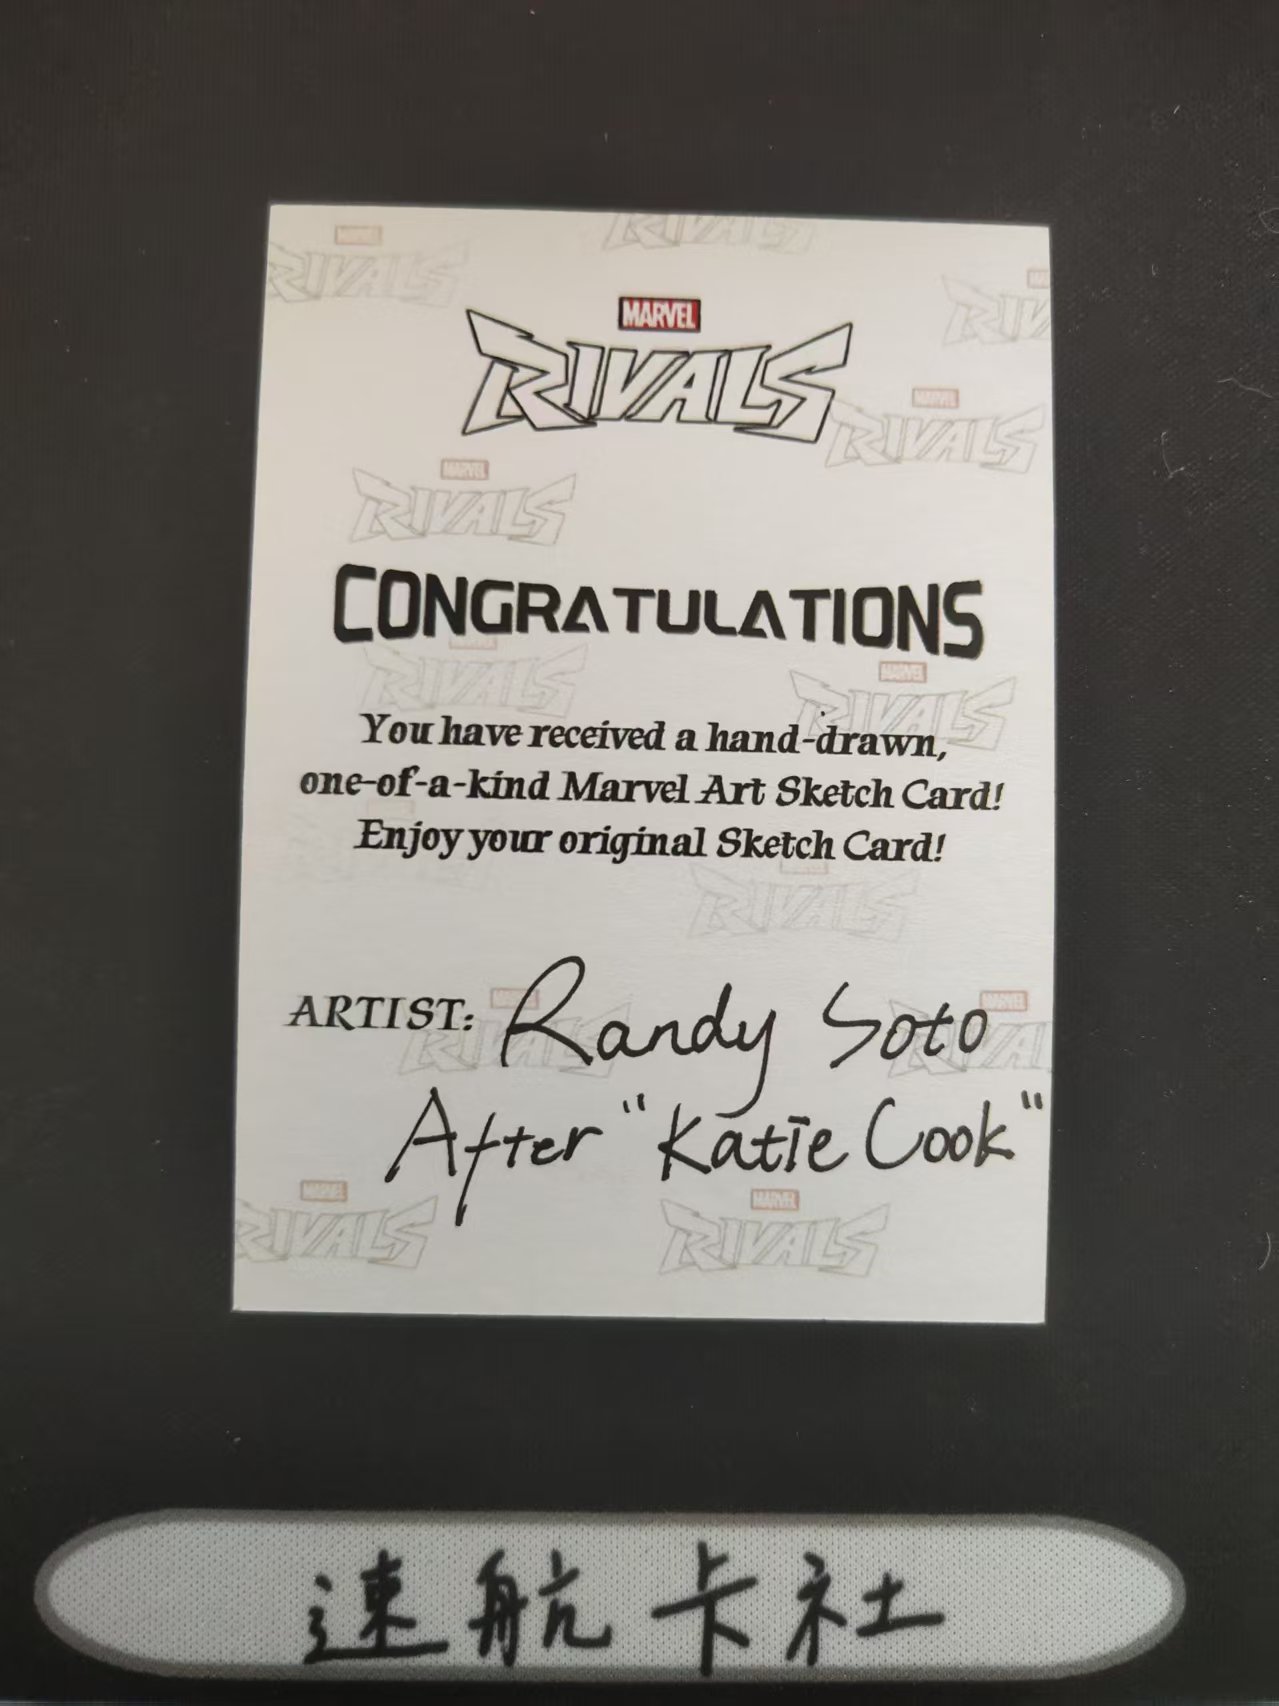 MARVEL
RIVALS
CONGRATULATIONS
You have received a hand-drawn,
one-of-a-kind Marvel Art Sketch Card!
Enjoy your original Sketch Card!
ARTIST: Randy Soto
After "Katie Cook"
速航卡社